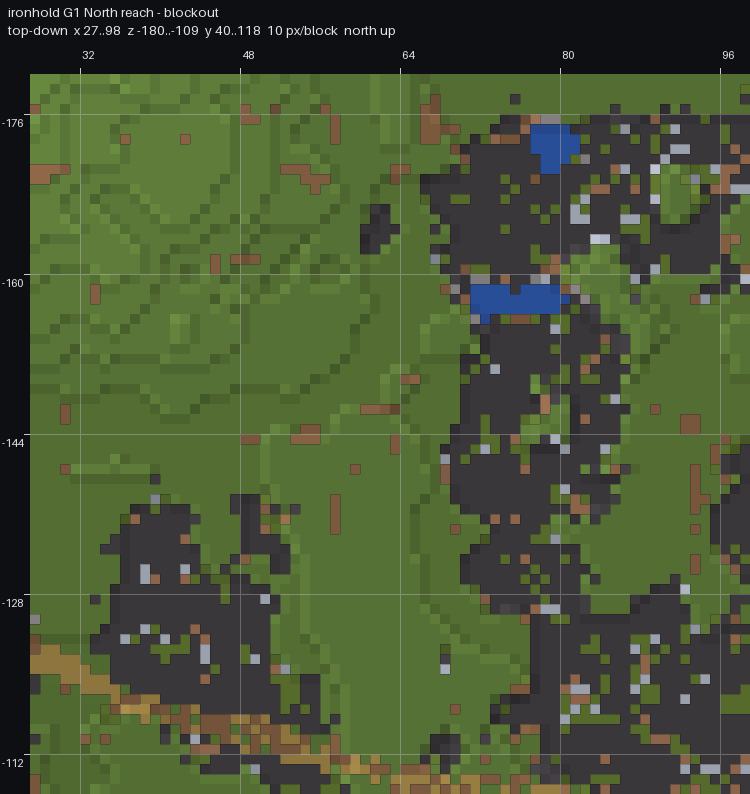 ironhold G1 North reach - blockout
top-down  x 27..98  z -180..-109  y 40..118  10 px/block  north up
32 48 64 80 96
-176
-160
-144
-128
-112